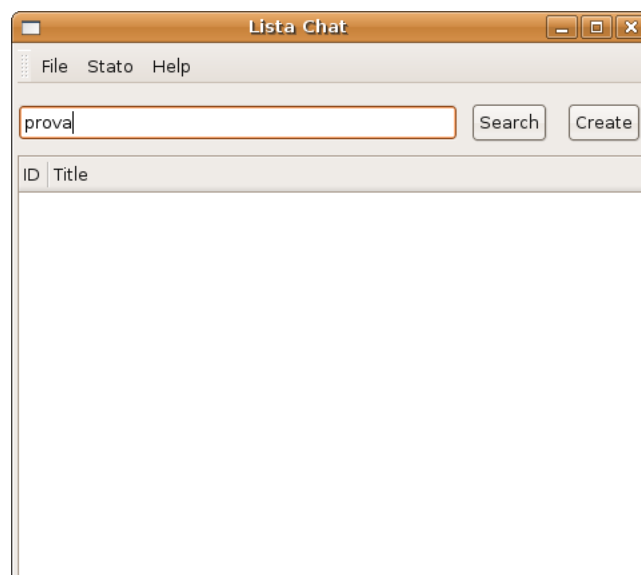 Lista Chat
File Stato Help
prova Search Create
ID Title